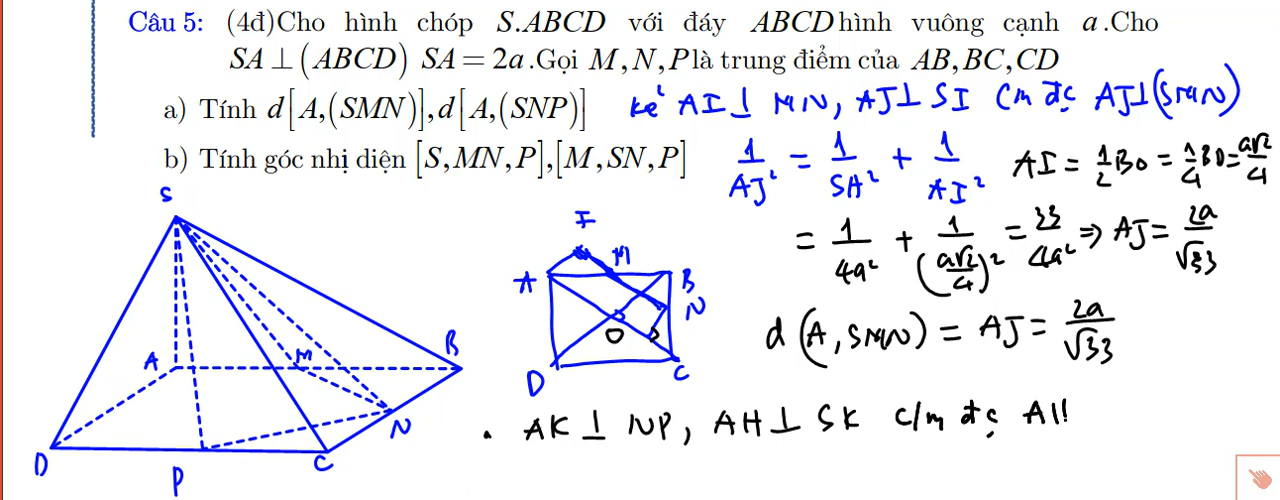 Câu 5: (4đ)Cho hình chóp S.ABCD với đáy ABCD hình vuông cạnh a.Cho
SA ⊥ (ABCD) SA = 2a.Gọi M,N,P là trung điểm của AB,BC,CD
a) Tính d[A,(SMN)],d[A,(SNP)] kẻ AI ⊥ MN, AJ ⊥ SI Cm đc AJ ⊥ (SMN)
b) Tính góc nhị diện [S,MN,P],[M,SN,P] 1/AJ² = 1/SA² + 1/AI² AI = 1/2 BO = 1/4 BD = a√2/4
= 1/4a² + 1/(a√2/4)² = 33/4a² ⇒ AJ = 2a/√33
d(A,SMN) = AJ = 2a/√33
. AK ⊥ NP, AH ⊥ SK c/m đc AH
S
A
M
B
N
D
P
C
I
A
M
B
N
O
D
C